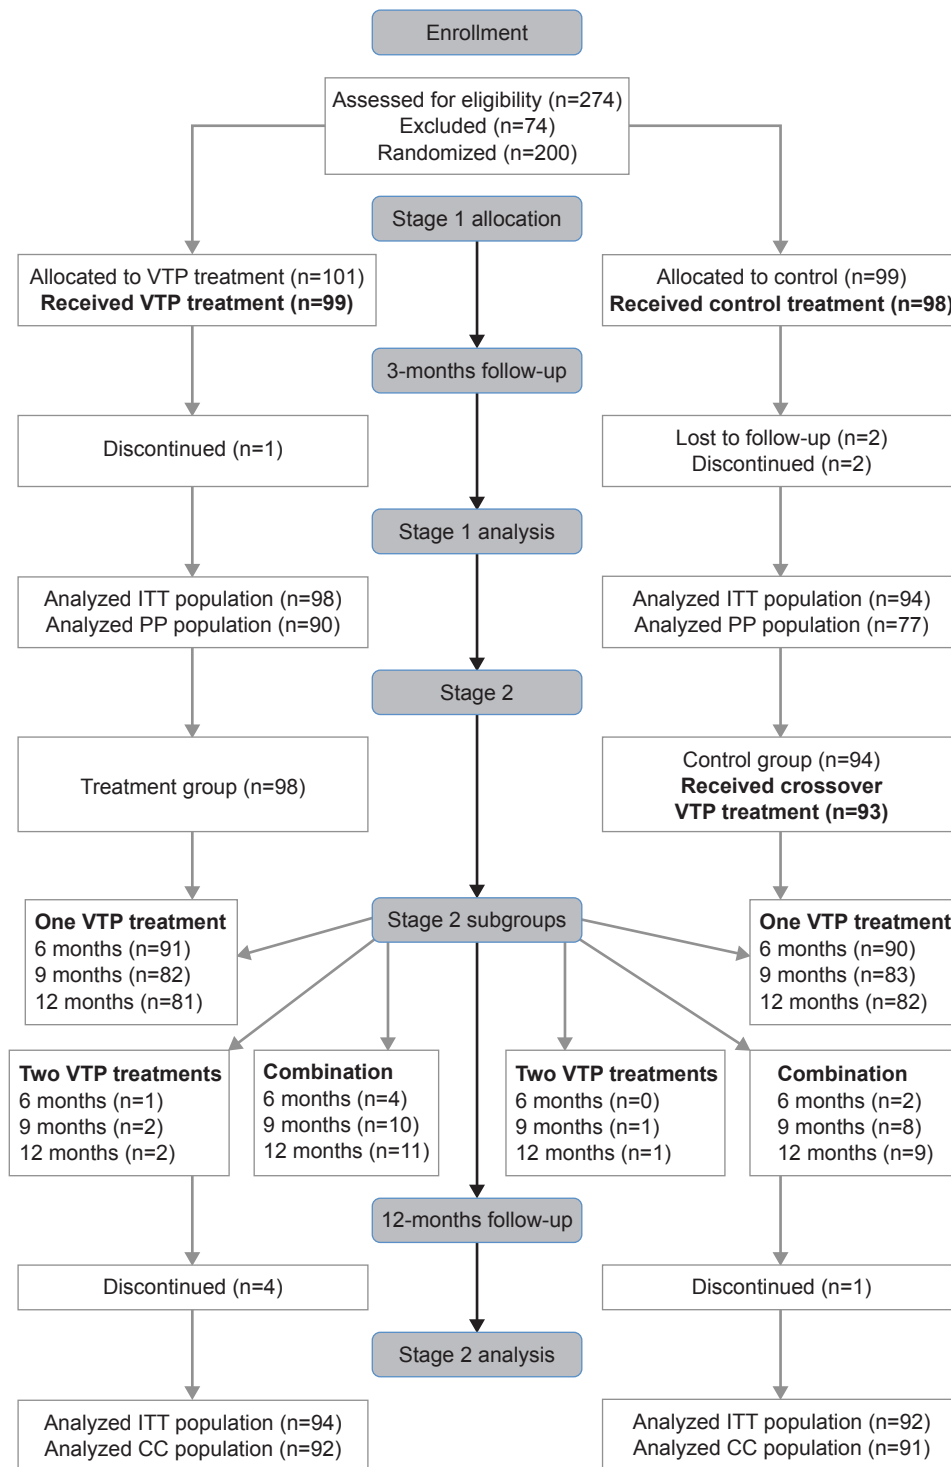 Enrollment
Assessed for eligibility (n=274)
Excluded (n=74)
Randomized (n=200)
Stage 1 allocation
Allocated to VTP treatment (n=101)
Received VTP treatment (n=99)
Allocated to control (n=99)
Received control treatment (n=98)
3-months follow-up
Discontinued (n=1)
Lost to follow-up (n=2)
Discontinued (n=2)
Stage 1 analysis
Analyzed ITT population (n=98)
Analyzed PP population (n=90)
Analyzed ITT population (n=94)
Analyzed PP population (n=77)
Stage 2
Treatment group (n=98)
Control group (n=94)
Received crossover
VTP treatment (n=93)
Stage 2 subgroups
One VTP treatment
6 months (n=91)
9 months (n=82)
12 months (n=81)
One VTP treatment
6 months (n=90)
9 months (n=83)
12 months (n=82)
Two VTP treatments
6 months (n=1)
9 months (n=2)
12 months (n=2)
Combination
6 months (n=4)
9 months (n=10)
12 months (n=11)
Two VTP treatments
6 months (n=0)
9 months (n=1)
12 months (n=1)
Combination
6 months (n=2)
9 months (n=8)
12 months (n=9)
12-months follow-up
Discontinued (n=4)
Discontinued (n=1)
Stage 2 analysis
Analyzed ITT population (n=94)
Analyzed CC population (n=92)
Analyzed ITT population (n=92)
Analyzed CC population (n=91)